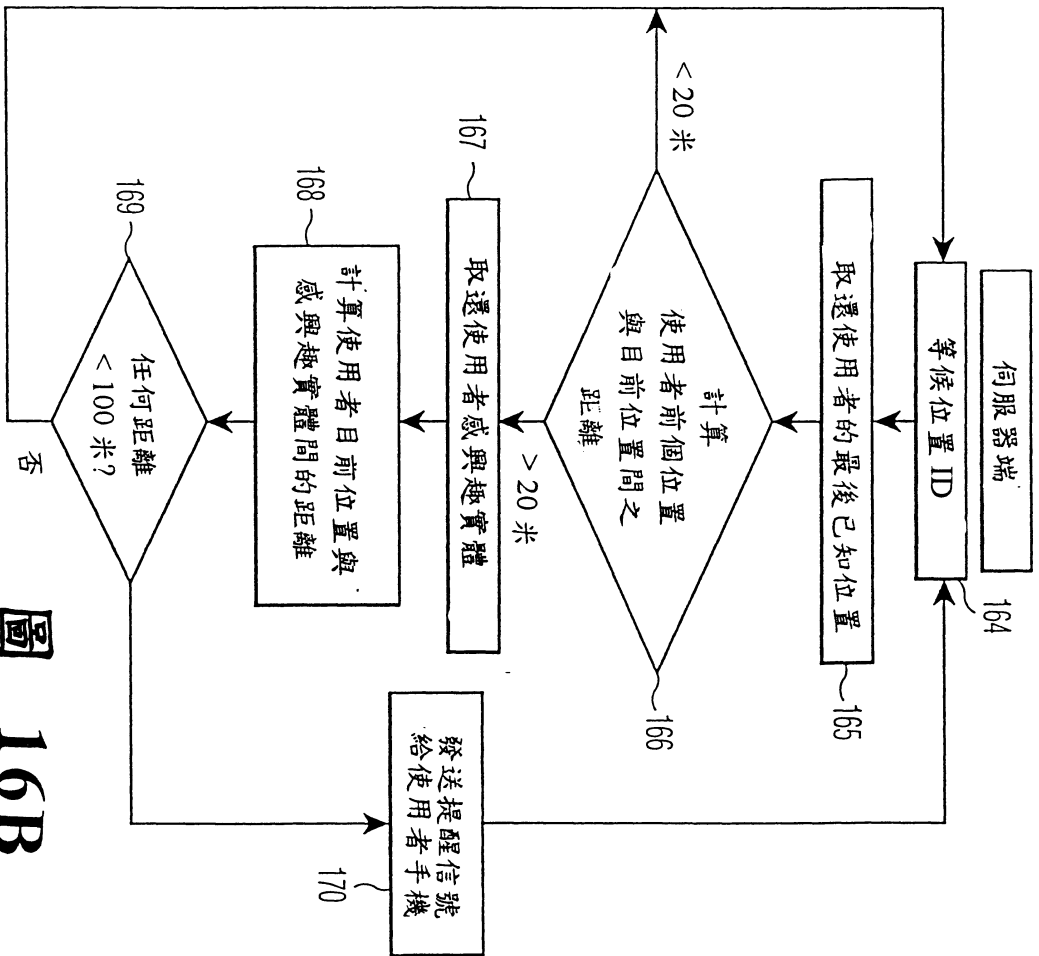 伺服器端
等候位置 ID
164
取還使用者的最後已知位置
165
計算
使用者前個位置
與目前位置間之
距離
166
< 20 米
> 20 米
167
取還使用者感興趣實體
168
計算使用者目前位置與
感興趣實體間的距離
169
任何距離
< 100 米?
否
發送提醒信號
給使用者手機
170
圖 16B